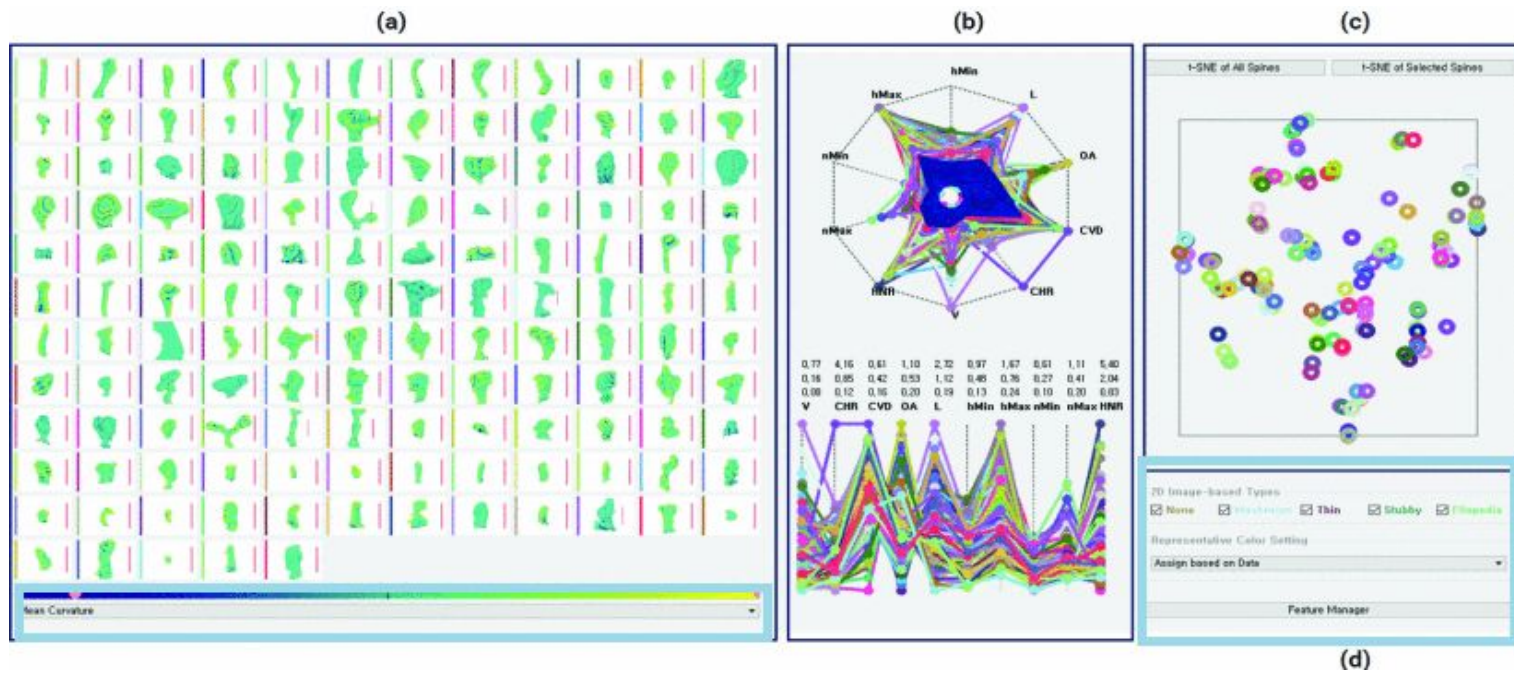 (a)
(b)
(c)
t-SNE of All Spines
t-SNE of Selected Spines
hMin
hMax
L
nMin
OA
nMax
CVD
HNR
CHR
V
0,77 4,16 0,61 1,10 2,72 0,97 1,67 0,61 1,11 5,40
0,16 0,85 0,42 0,53 1,12 0,48 0,76 0,27 0,41 2,04
0,00 0,12 0,16 0,20 0,19 0,13 0,24 0,10 0,20 0,03
V CHR CVD OA L hMin hMax nMin nMax HNR
2D Image-based Types
None Mushroom Thin Stubby Filopodia
Representative Color Setting
Assign based on Data
Feature Manager
Mean Curvature
(d)